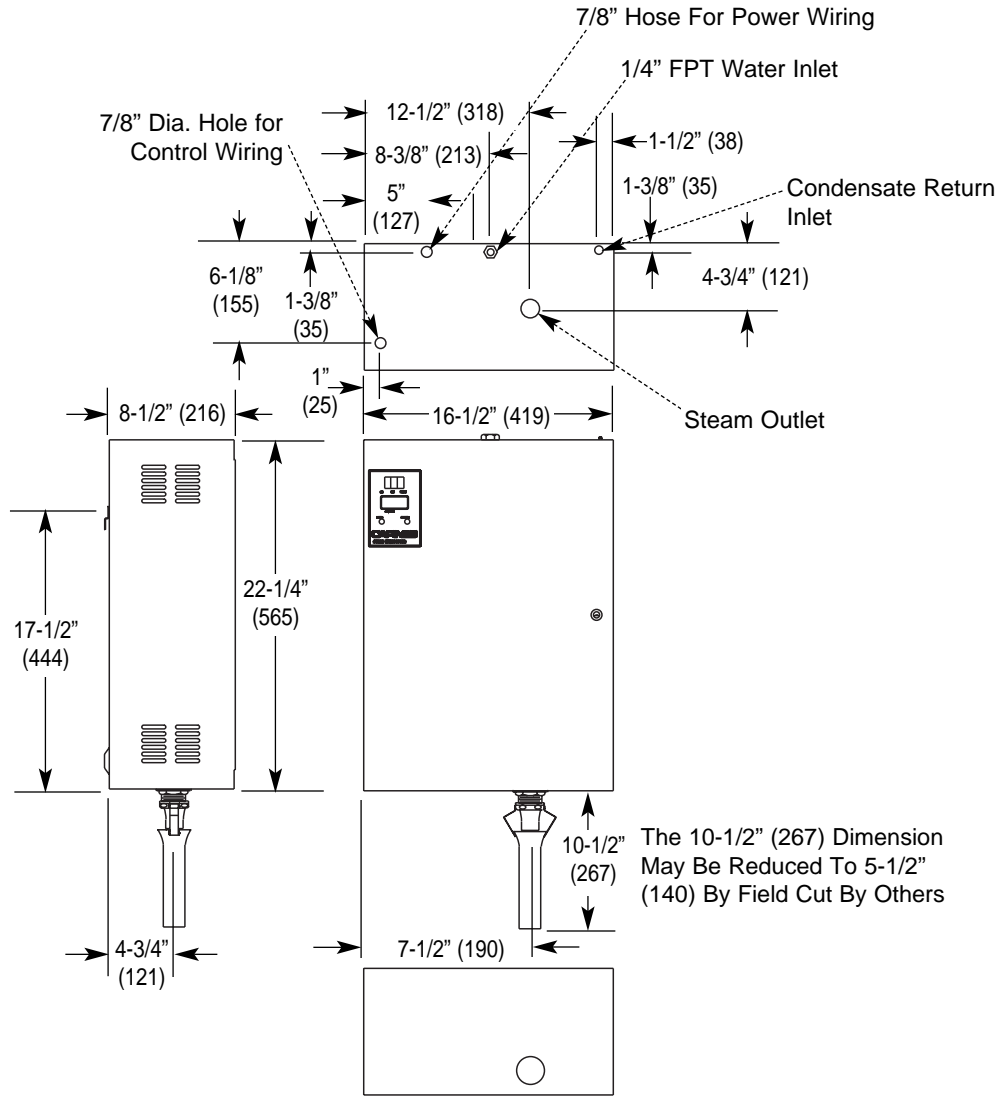 7/8” Hose For Power Wiring
1/4” FPT Water Inlet
12-1/2” (318)
7/8” Dia. Hole for
Control Wiring
8-3/8” (213)
1-1/2” (38)
5”
(127)
1-3/8” (35)
Condensate Return
Inlet
6-1/8”
(155)
1-3/8”
(35)
4-3/4” (121)
1”
(25)
8-1/2” (216)
16-1/2” (419)
Steam Outlet
22-1/4”
(565)
17-1/2”
(444)
10-1/2”
(267)
The 10-1/2” (267) Dimension
May Be Reduced To 5-1/2”
(140) By Field Cut By Others
4-3/4”
(121)
7-1/2” (190)